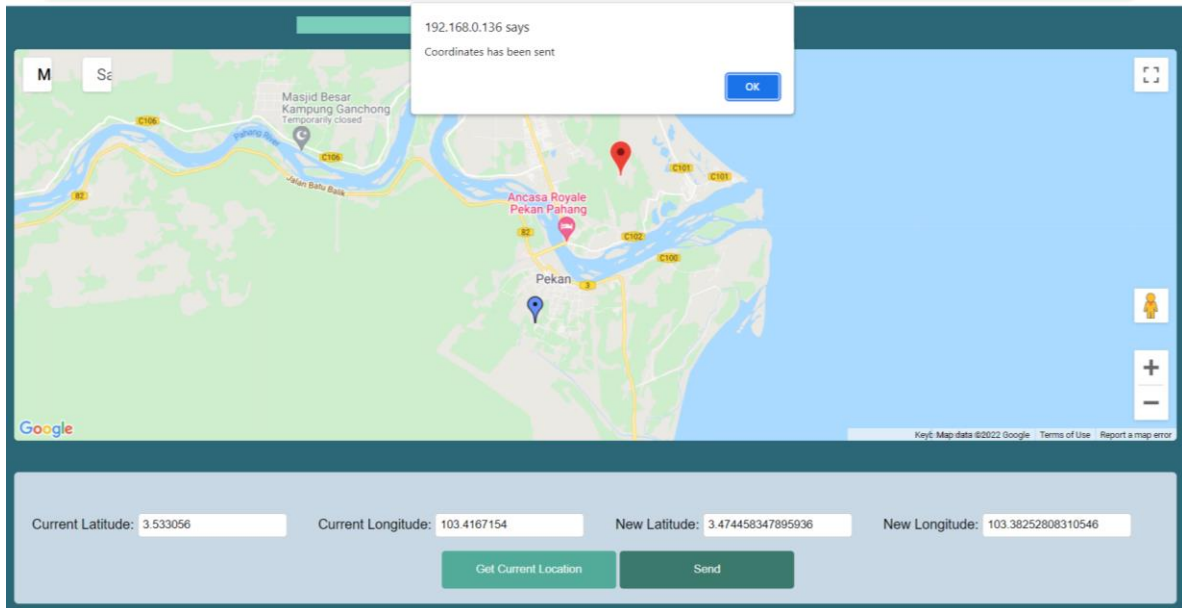 192.168.0.136 says
Coordinates has been sent
OK
M
Sa
Masjid Besar
Kampung Ganchong
Temporarily closed
C106
Pahang River
C106
Jalan Batu Balik
82
C101
C101
Ancasa Royale
Pekan Pahang
82
C102
C100
Pekan
3
Google
Map data ©2022 Google Terms of Use Report a map error
Current Latitude: 3.533056 Current Longitude: 103.4167154 New Latitude: 3.474458347895936 New Longitude: 103.38252808310546
Get Current Location Send